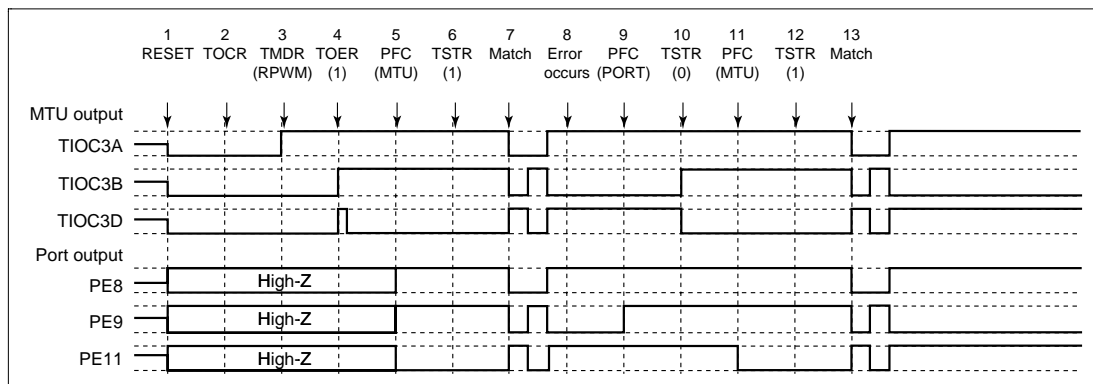 1 2 3 4 5 6 7 8 9 10 11 12 13
RESET TOCR TMDR TOER PFC TSTR Match Error PFC TSTR PFC TSTR Match
(RPWM) (1) (MTU) (1) occurs (PORT) (0) (MTU) (1)
MTU output
TIOC3A
TIOC3B
TIOC3D
Port output
PE8 High-Z
PE9 High-Z
PE11 High-Z